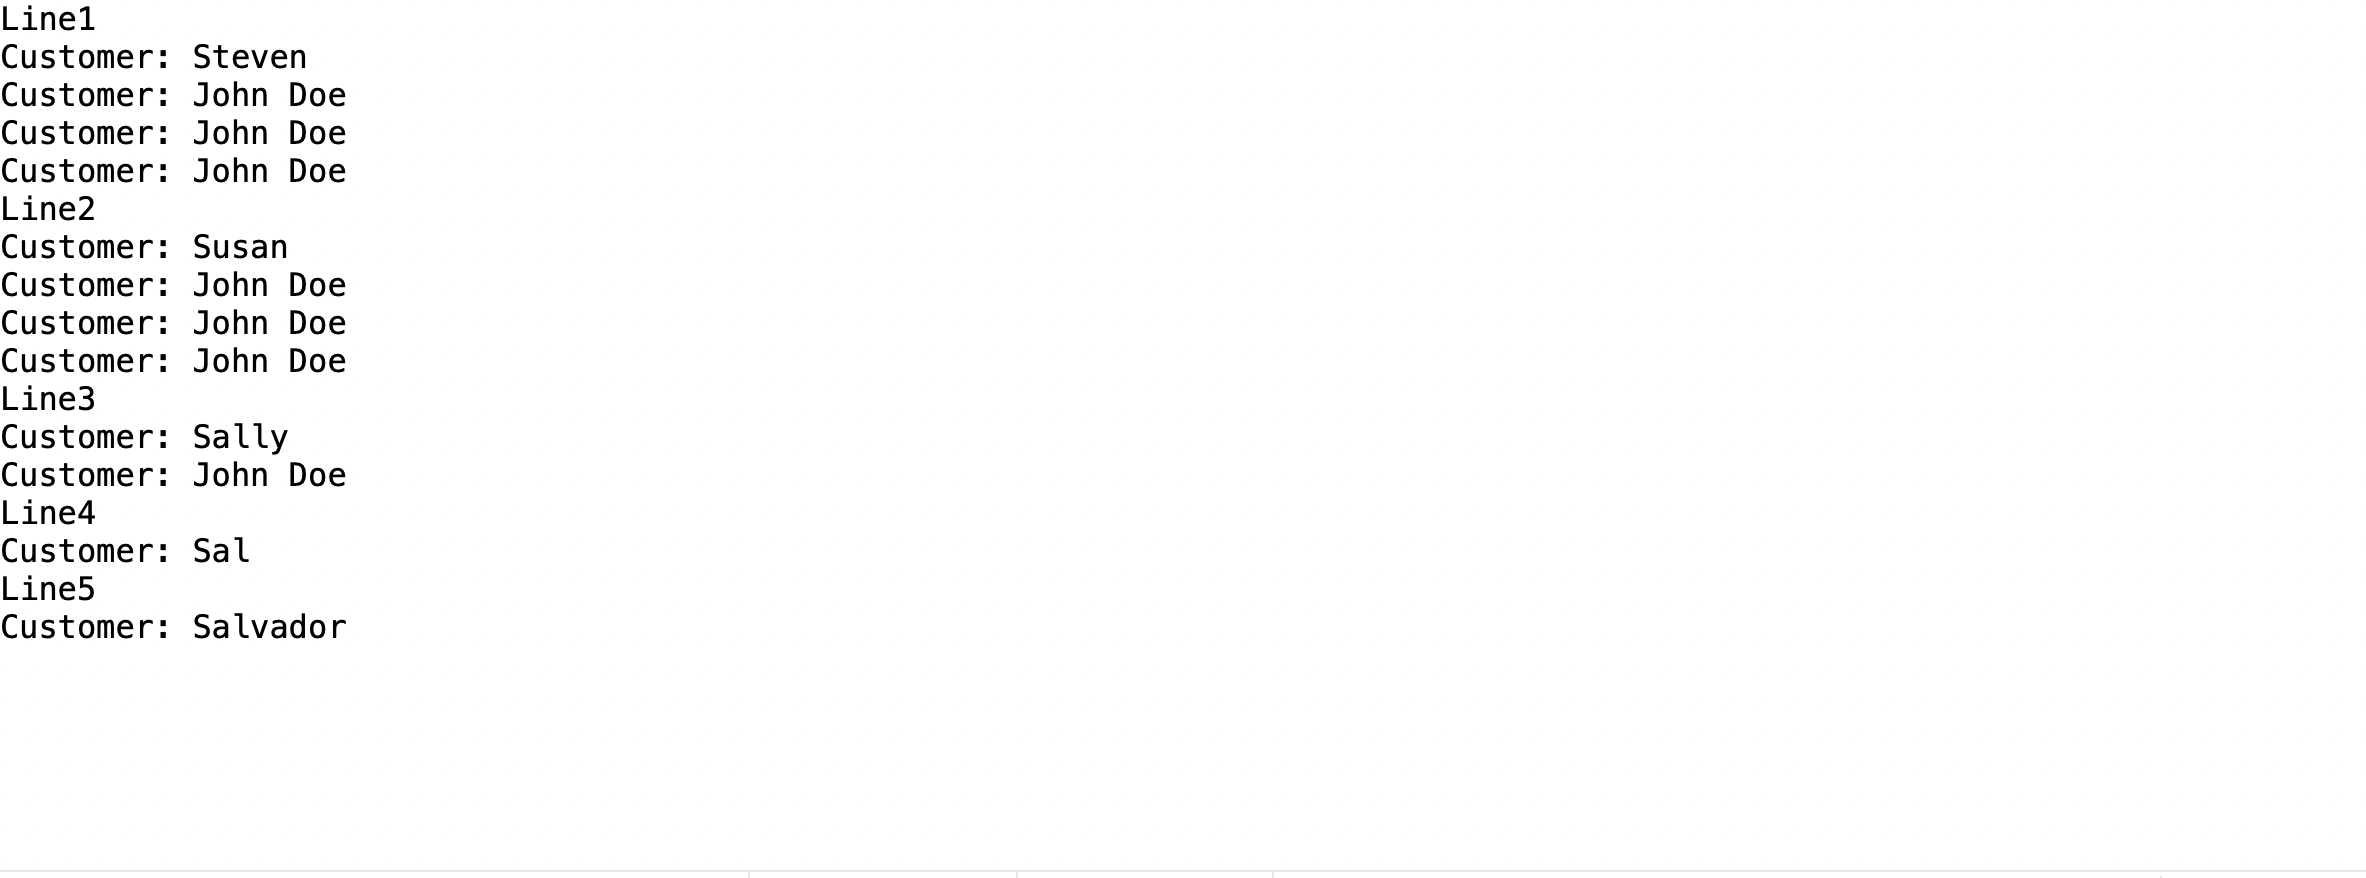 Line1
Customer: Steven
Customer: John Doe
Customer: John Doe
Customer: John Doe
Line2
Customer: Susan
Customer: John Doe
Customer: John Doe
Customer: John Doe
Line3
Customer: Sally
Customer: John Doe
Line4
Customer: Sal
Line5
Customer: Salvador